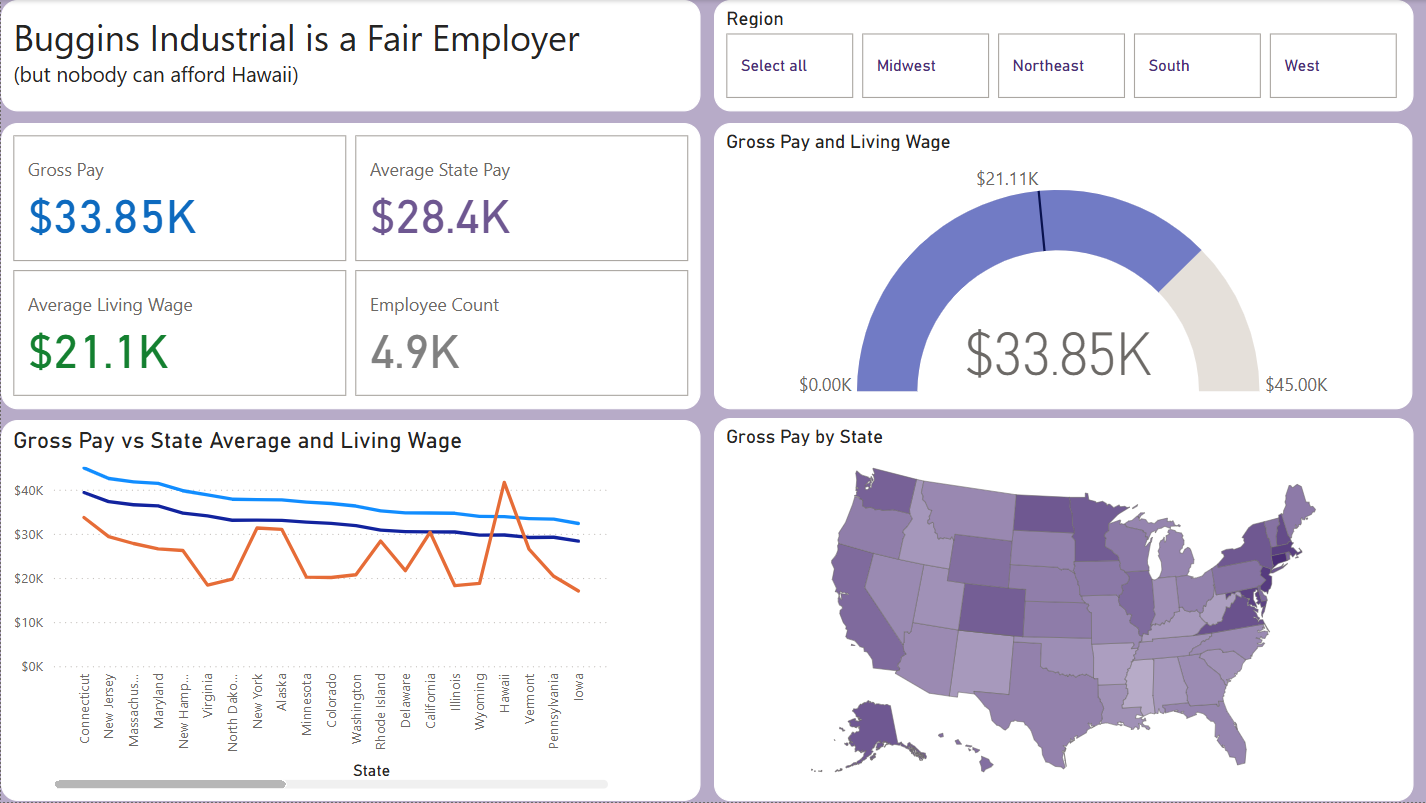 Buggins Industrial is a Fair Employer
(but nobody can afford Hawaii)
Region
Select all
Midwest
Northeast
South
West
Gross Pay
$33.85K
Average State Pay
$28.4K
Average Living Wage
$21.1K
Employee Count
4.9K
Gross Pay and Living Wage
$21.11K
$33.85K
$0.00K
$45.00K
Gross Pay vs State Average and Living Wage
$40K
$30K
$20K
$10K
$0K
Connecticut
New Jersey
Massachus...
Maryland
New Hamp...
Virginia
North Dako...
New York
Alaska
Minnesota
Colorado
Washington
Rhode Island
Delaware
California
Illinois
Wyoming
Hawaii
Vermont
Pennsylvania
Iowa
State
Gross Pay by State